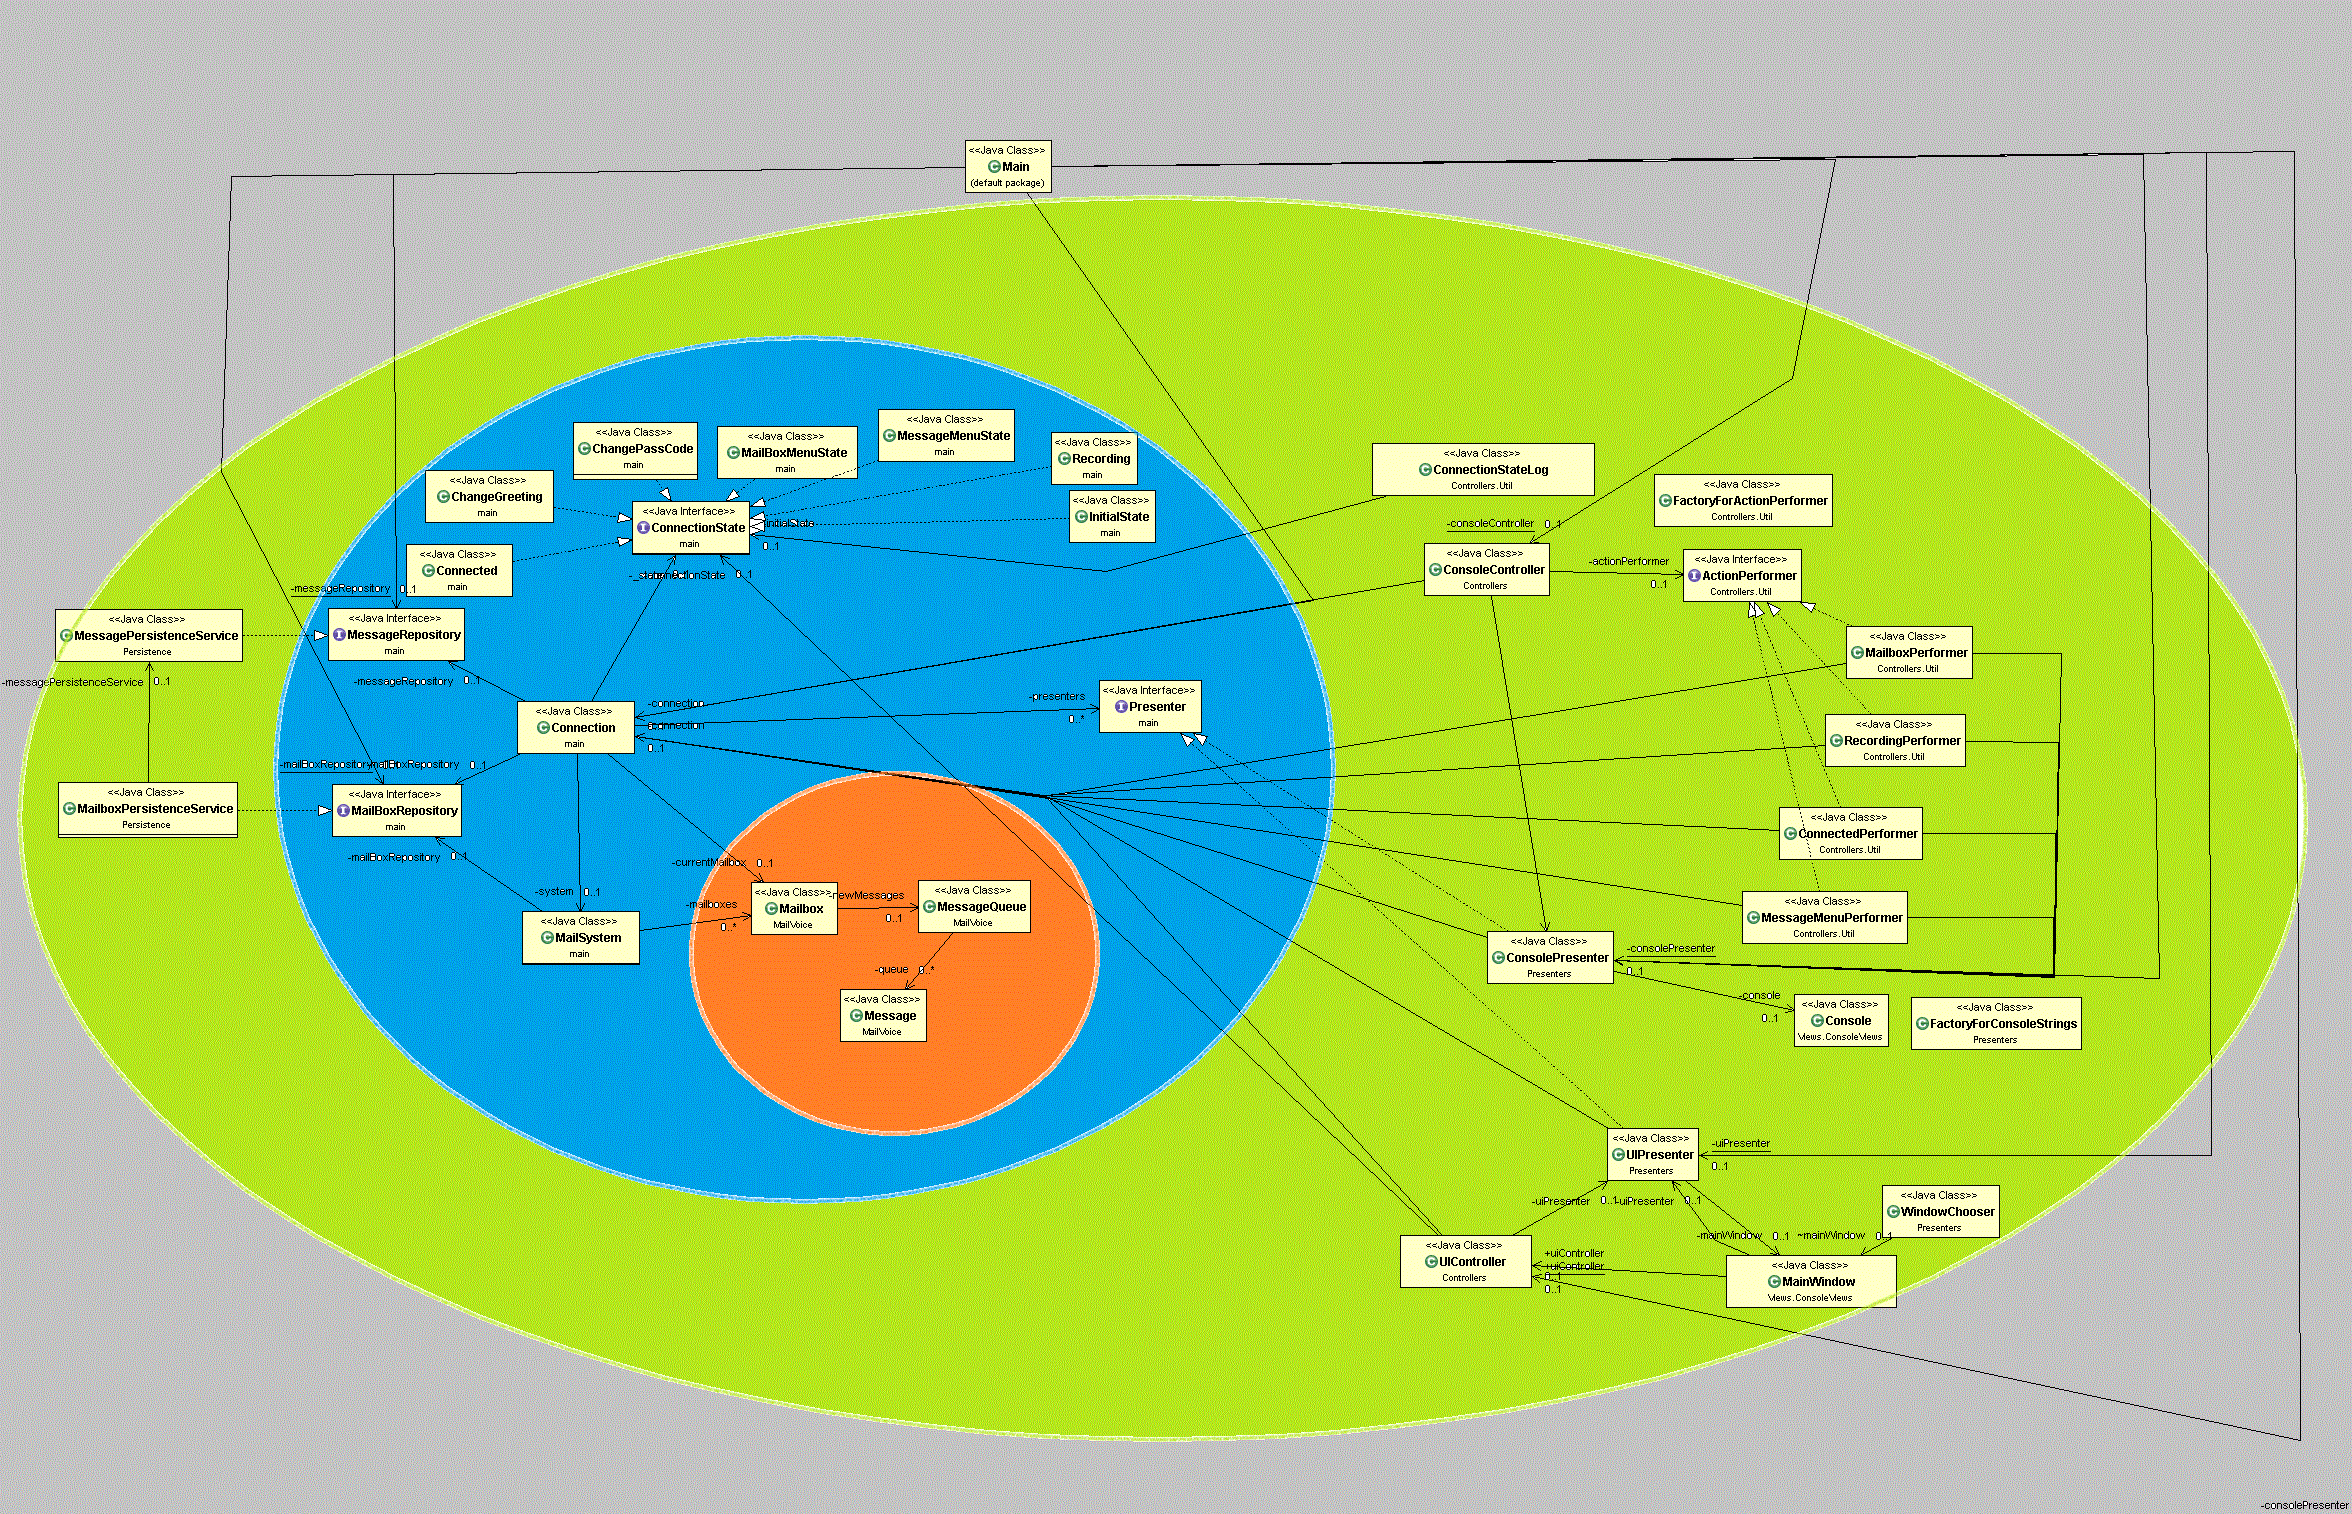 <<Java Class>>
Main
(default package)
<<Java Class>>
ChangePassCode
main
<<Java Class>>
MailBoxMenuState
main
<<Java Class>>
MessageMenuState
main
<<Java Class>>
Recording
main
<<Java Class>>
ChangeGreeting
main
<<Java Interface>>
ConnectionState
main
<<Java Class>>
InitialState
main
0..1
<<Java Class>>
Connected
main
0..1
<<Java Class>>
ConnectionStateLog
Controllers.Util
<<Java Class>>
FactoryForActionPerformer
Controllers.Util
-consoleController 0..1
<<Java Class>>
ConsoleController
Controllers
-actionPerformer
0..1
<<Java Interface>>
ActionPerformer
Controllers.Util
-messageRepository 0..1
<<Java Class>>
MessagePersistenceService
Persistence
<<Java Interface>>
MessageRepository
main
-messagePersistenceService 0..1
-messageRepository 0..1
<<Java Class>>
MailboxPerformer
Controllers.Util
<<Java Class>>
Connection
main
-connection
-connection
0..1
-presenters
0..*
<<Java Interface>>
Presenter
main
<<Java Class>>
RecordingPerformer
Controllers.Util
-mailBoxRepository
-mailBoxRepository 0..1
<<Java Class>>
MailboxPersistenceService
Persistence
<<Java Interface>>
MailBoxRepository
main
<<Java Class>>
ConnectedPerformer
Controllers.Util
-mailBoxRepository 0..1
-currentMailbox 0..1
-system 0..1
<<Java Class>>
MailSystem
main
-mailboxes
0..*
<<Java Class>>
Mailbox
MailVoice
-newMessages
0..1
<<Java Class>>
MessageQueue
MailVoice
-queue 0..*
<<Java Class>>
Message
MailVoice
<<Java Class>>
MessageMenuPerformer
Controllers.Util
<<Java Class>>
ConsolePresenter
Presenters
-consolePresenter
0..1
-console
0..1
<<Java Class>>
Console
Views.ConsoleViews
<<Java Class>>
FactoryForConsoleStrings
Presenters
<<Java Class>>
UIPresenter
Presenters
-uiPresenter
0..1
-uiPresenter 0..1
-uiPresenter 0..1
<<Java Class>>
WindowChooser
Presenters
-mainWindow 0..1
~mainWindow 0..1
<<Java Class>>
UIController
Controllers
+uiController
+uiController
0..1
0..1
<<Java Class>>
MainWindow
Views.ConsoleViews
-consolePresenter